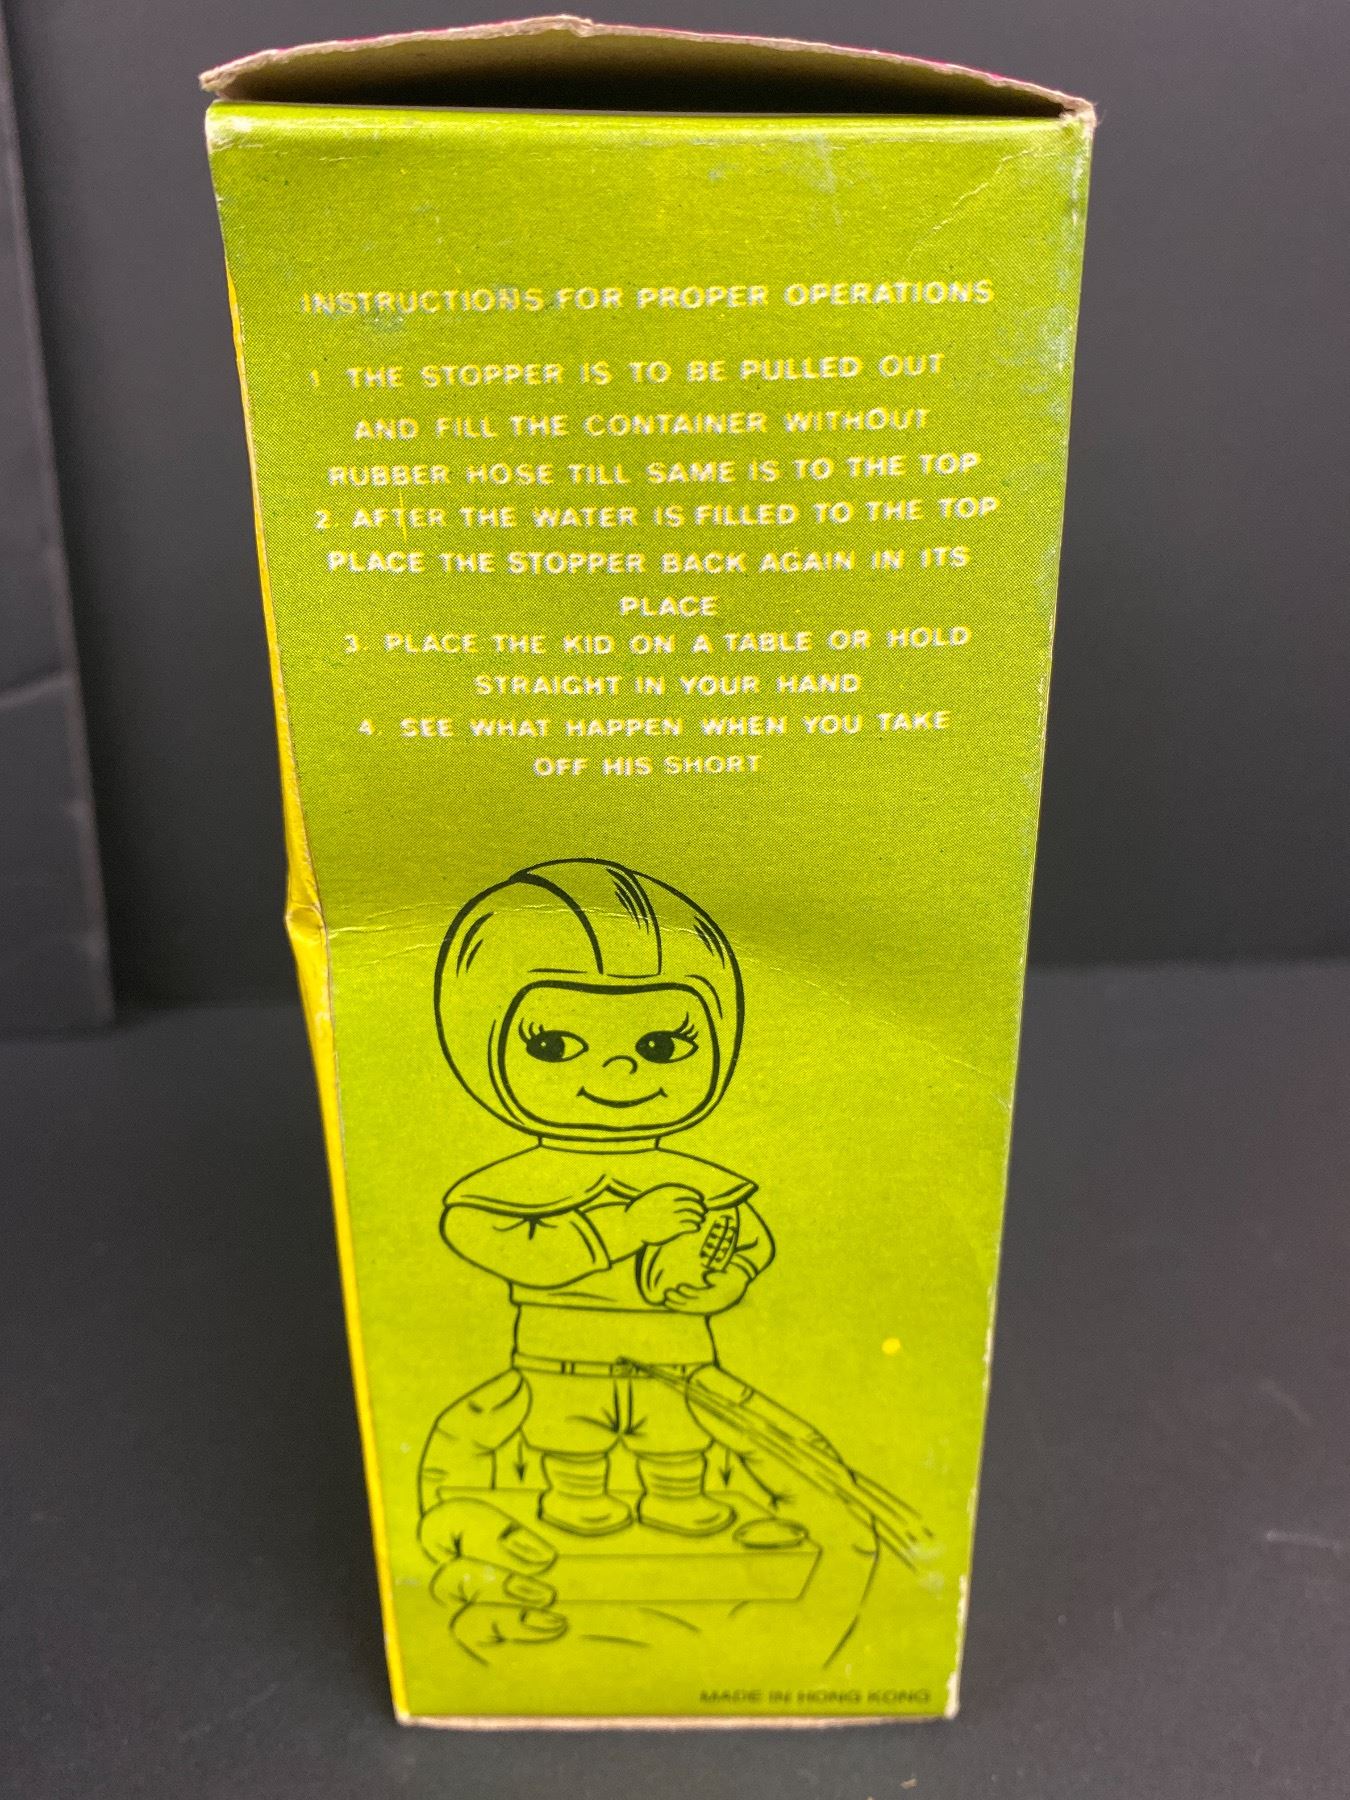 INSTRUCTIONS FOR PROPER OPERATIONS
1 THE STOPPER IS TO BE PULLED OUT
AND FILL THE CONTAINER WITHOUT
RUBBER HOSE TILL SAME IS TO THE TOP
2. AFTER THE WATER IS FILLED TO THE TOP
PLACE THE STOPPER BACK AGAIN IN ITS
PLACE
3. PLACE THE KID ON A TABLE OR HOLD
STRAIGHT IN YOUR HAND
4. SEE WHAT HAPPEN WHEN YOU TAKE
OFF HIS SHORT
MADE IN HONG KONG